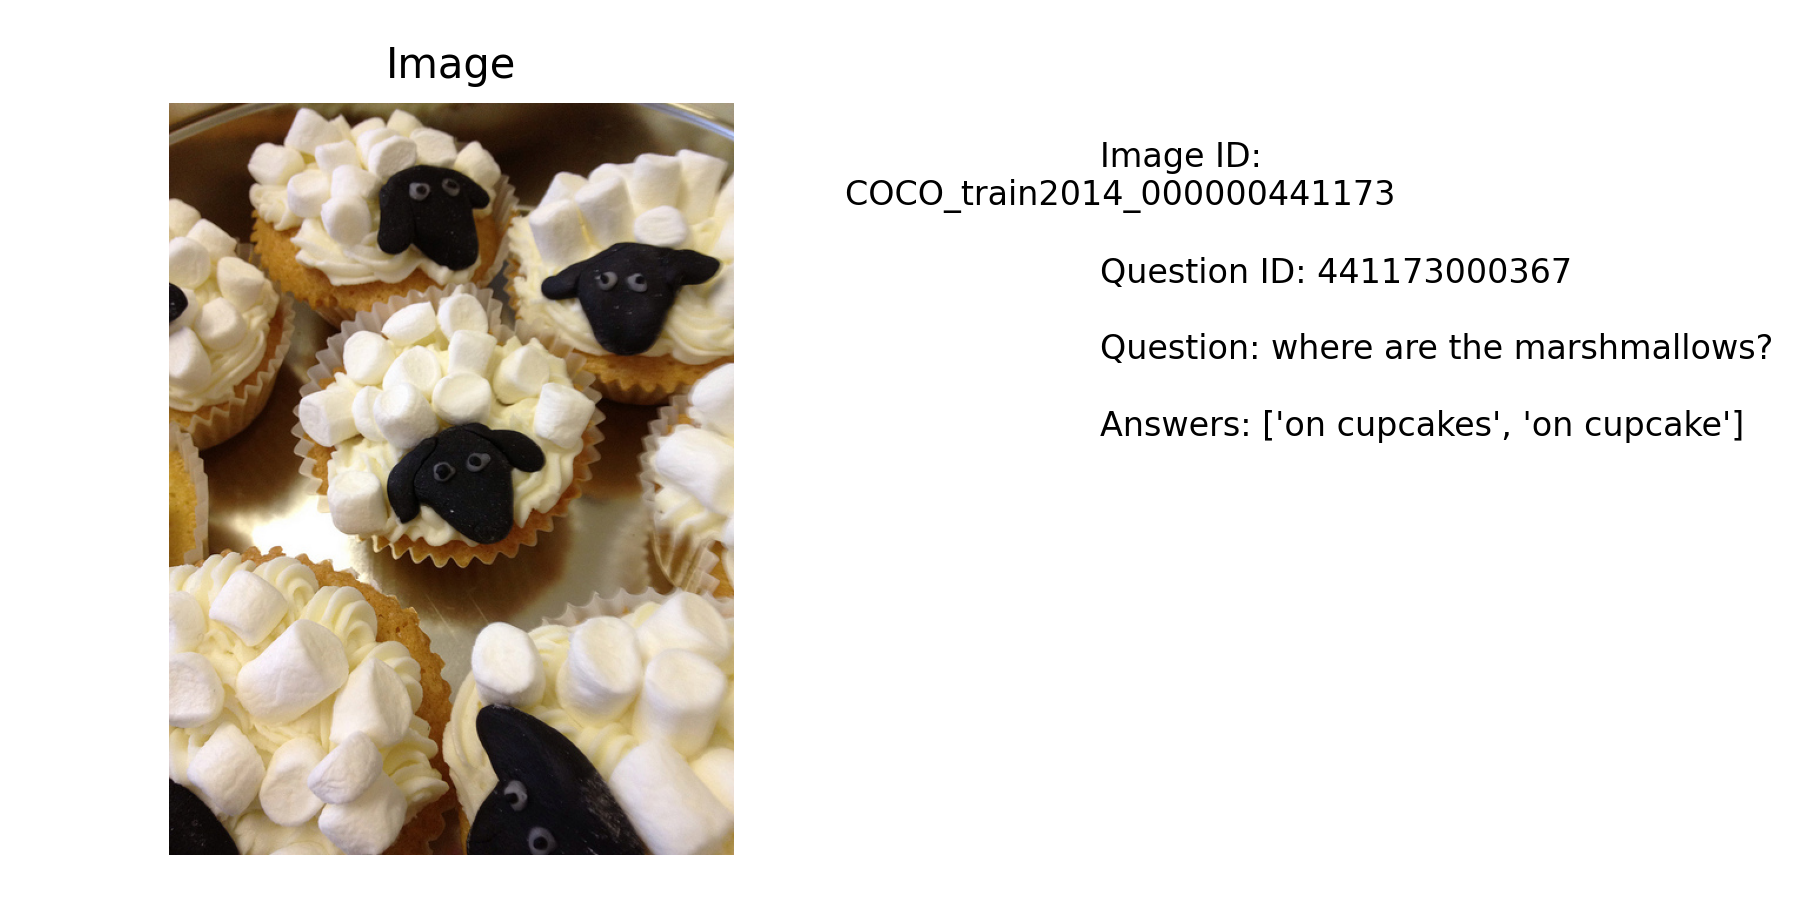 Image
Image ID:
COCO_train2014_000000441173
Question ID: 441173000367
Question: where are the marshmallows?
Answers: ['on cupcakes', 'on cupcake']